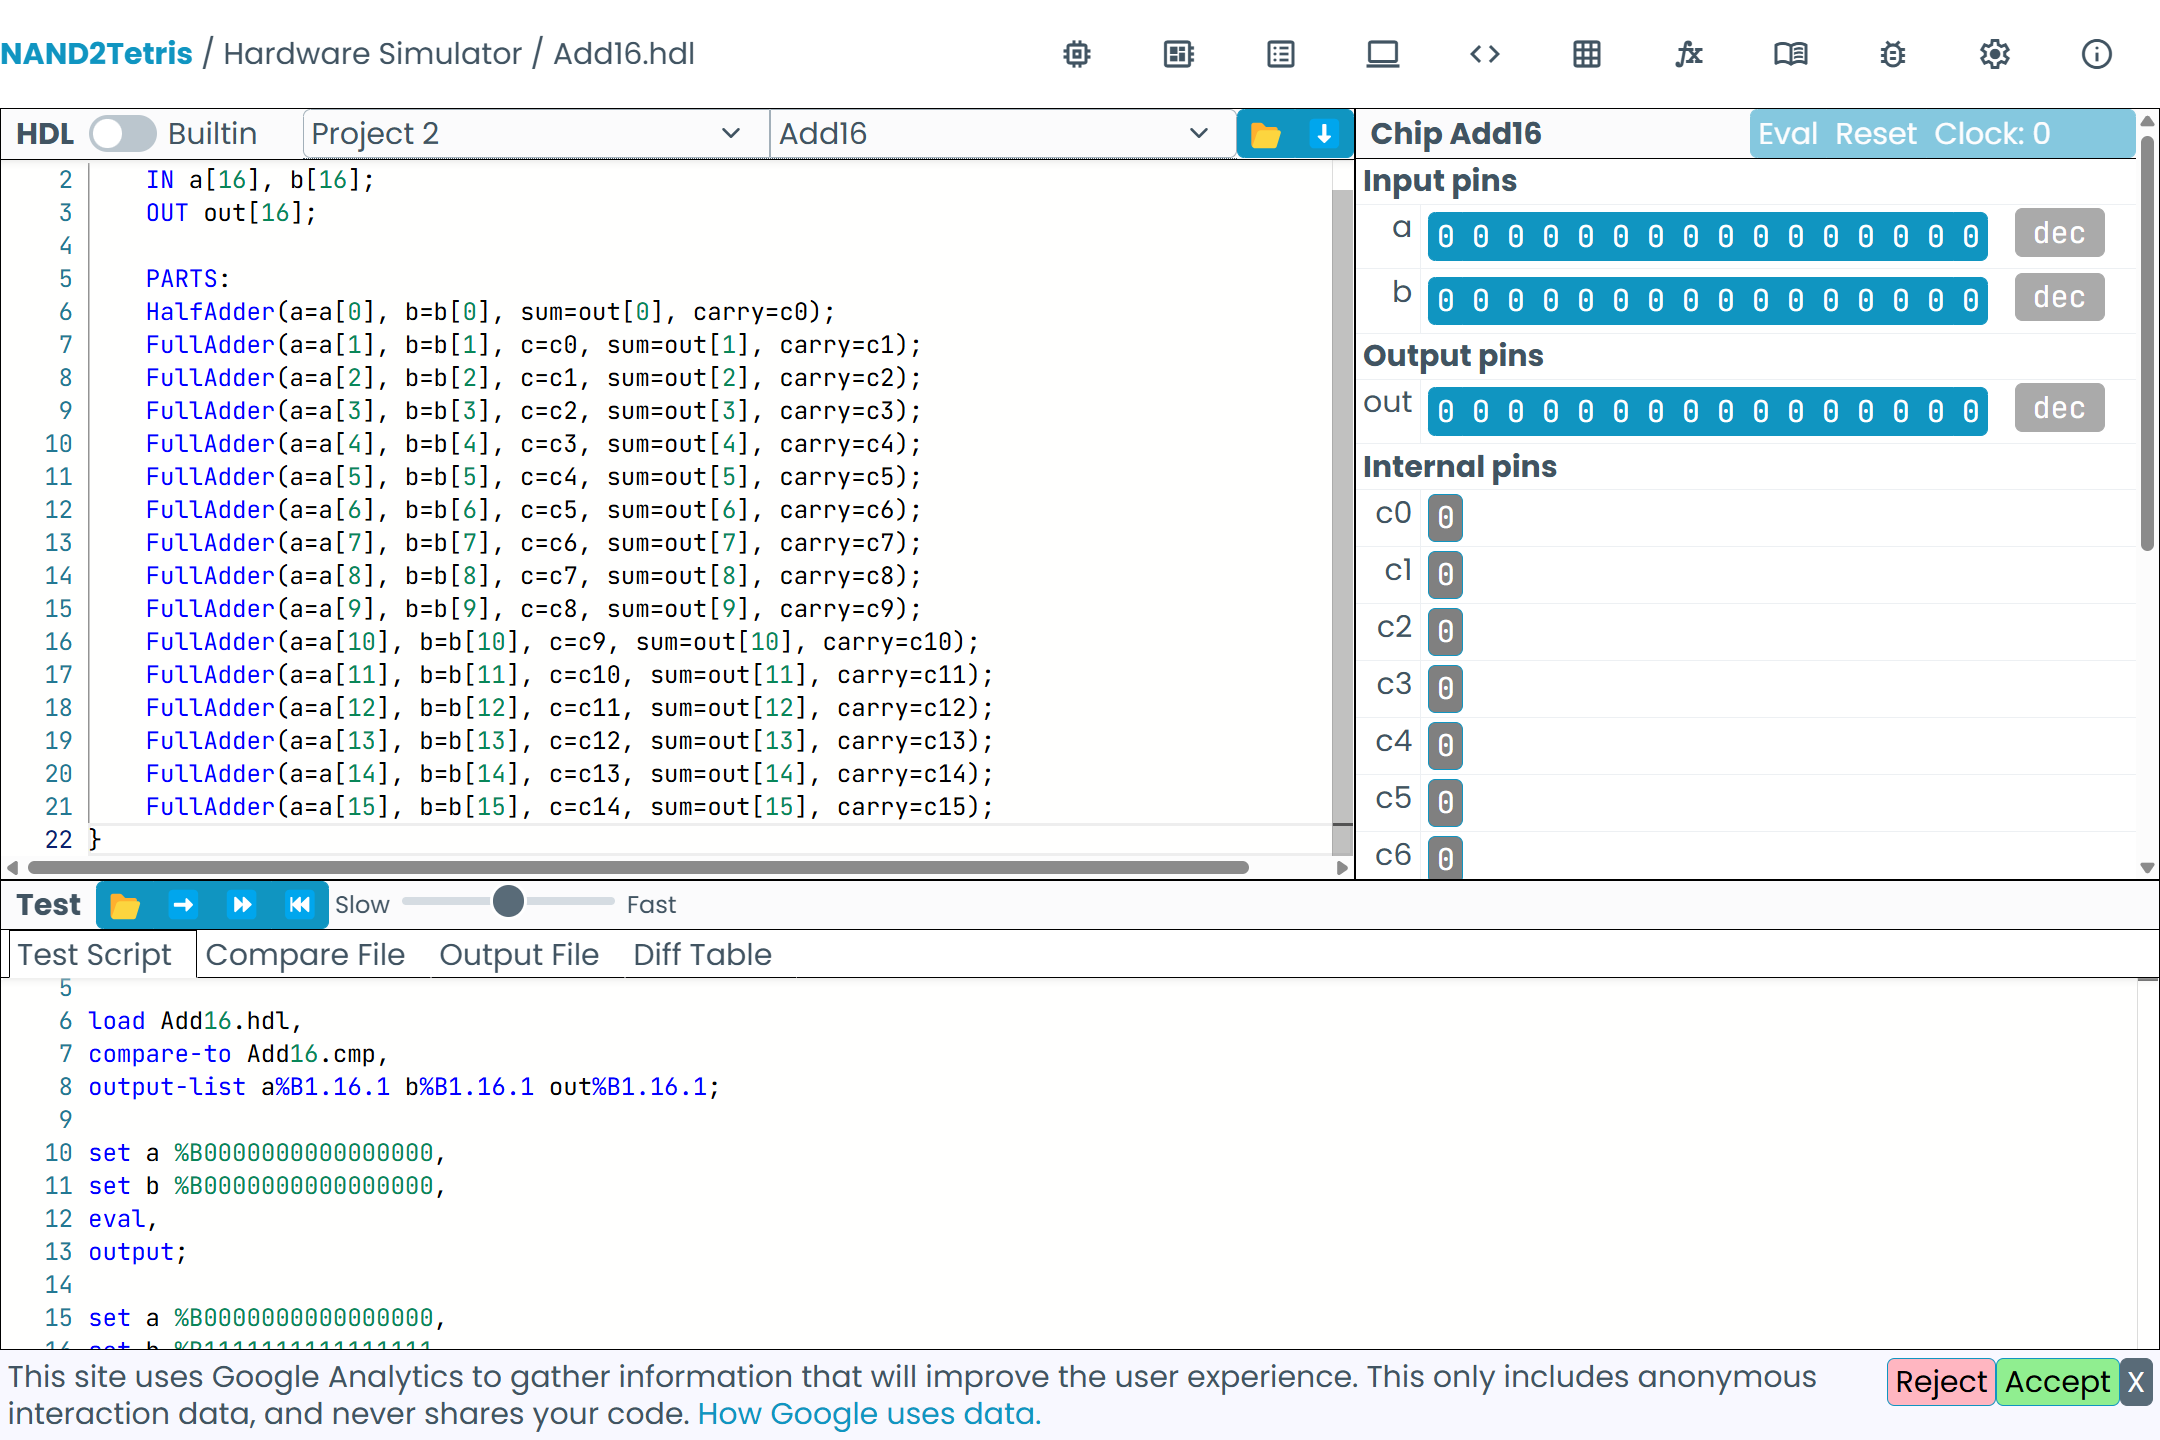 NAND2Tetris / Hardware Simulator / Add16.hdl
HDL Builtin Project 2 Add16
2 IN a[16], b[16];
3 OUT out[16];
4
5 PARTS:
6 HalfAdder(a=a[0], b=b[0], sum=out[0], carry=c0);
7 FullAdder(a=a[1], b=b[1], c=c0, sum=out[1], carry=c1);
8 FullAdder(a=a[2], b=b[2], c=c1, sum=out[2], carry=c2);
9 FullAdder(a=a[3], b=b[3], c=c2, sum=out[3], carry=c3);
10 FullAdder(a=a[4], b=b[4], c=c3, sum=out[4], carry=c4);
11 FullAdder(a=a[5], b=b[5], c=c4, sum=out[5], carry=c5);
12 FullAdder(a=a[6], b=b[6], c=c5, sum=out[6], carry=c6);
13 FullAdder(a=a[7], b=b[7], c=c6, sum=out[7], carry=c7);
14 FullAdder(a=a[8], b=b[8], c=c7, sum=out[8], carry=c8);
15 FullAdder(a=a[9], b=b[9], c=c8, sum=out[9], carry=c9);
16 FullAdder(a=a[10], b=b[10], c=c9, sum=out[10], carry=c10);
17 FullAdder(a=a[11], b=b[11], c=c10, sum=out[11], carry=c11);
18 FullAdder(a=a[12], b=b[12], c=c11, sum=out[12], carry=c12);
19 FullAdder(a=a[13], b=b[13], c=c12, sum=out[13], carry=c13);
20 FullAdder(a=a[14], b=b[14], c=c13, sum=out[14], carry=c14);
21 FullAdder(a=a[15], b=b[15], c=c14, sum=out[15], carry=c15);
22 }
Chip Add16 Eval Reset Clock: 0
Input pins
a 0 0 0 0 0 0 0 0 0 0 0 0 0 0 0 0 dec
b 0 0 0 0 0 0 0 0 0 0 0 0 0 0 0 0 dec
Output pins
out 0 0 0 0 0 0 0 0 0 0 0 0 0 0 0 0 dec
Internal pins
c0 0
c1 0
c2 0
c3 0
c4 0
c5 0
c6 0
Test Slow Fast
Test Script Compare File Output File Diff Table
5
6 load Add16.hdl,
7 compare-to Add16.cmp,
8 output-list a%B1.16.1 b%B1.16.1 out%B1.16.1;
9
10 set a %B0000000000000000,
11 set b %B0000000000000000,
12 eval,
13 output;
14
15 set a %B0000000000000000,
16 set b %B1111111111111111
This site uses Google Analytics to gather information that will improve the user experience. This only includes anonymous
interaction data, and never shares your code. How Google uses data.
Reject Accept X